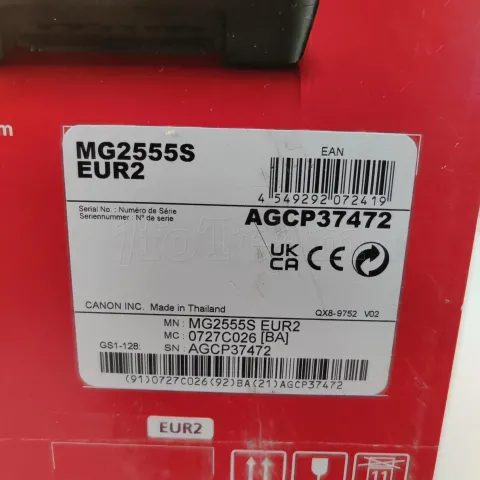 m
MG2555S
EUR2
EAN
4 549292 072419
Serial No.: Numéro de Série
Seriennummer: N° de serie
AGCP37472
UK
CA CE
CANON INC. Made in Thailand
QX8-9752 V02
MN: MG2555S EUR2
MC: 0727C026 [BA]
GS1-128:
SN: AGCP37472
(91)0727C026(92)BA(21)AGCP37472
EUR2
11